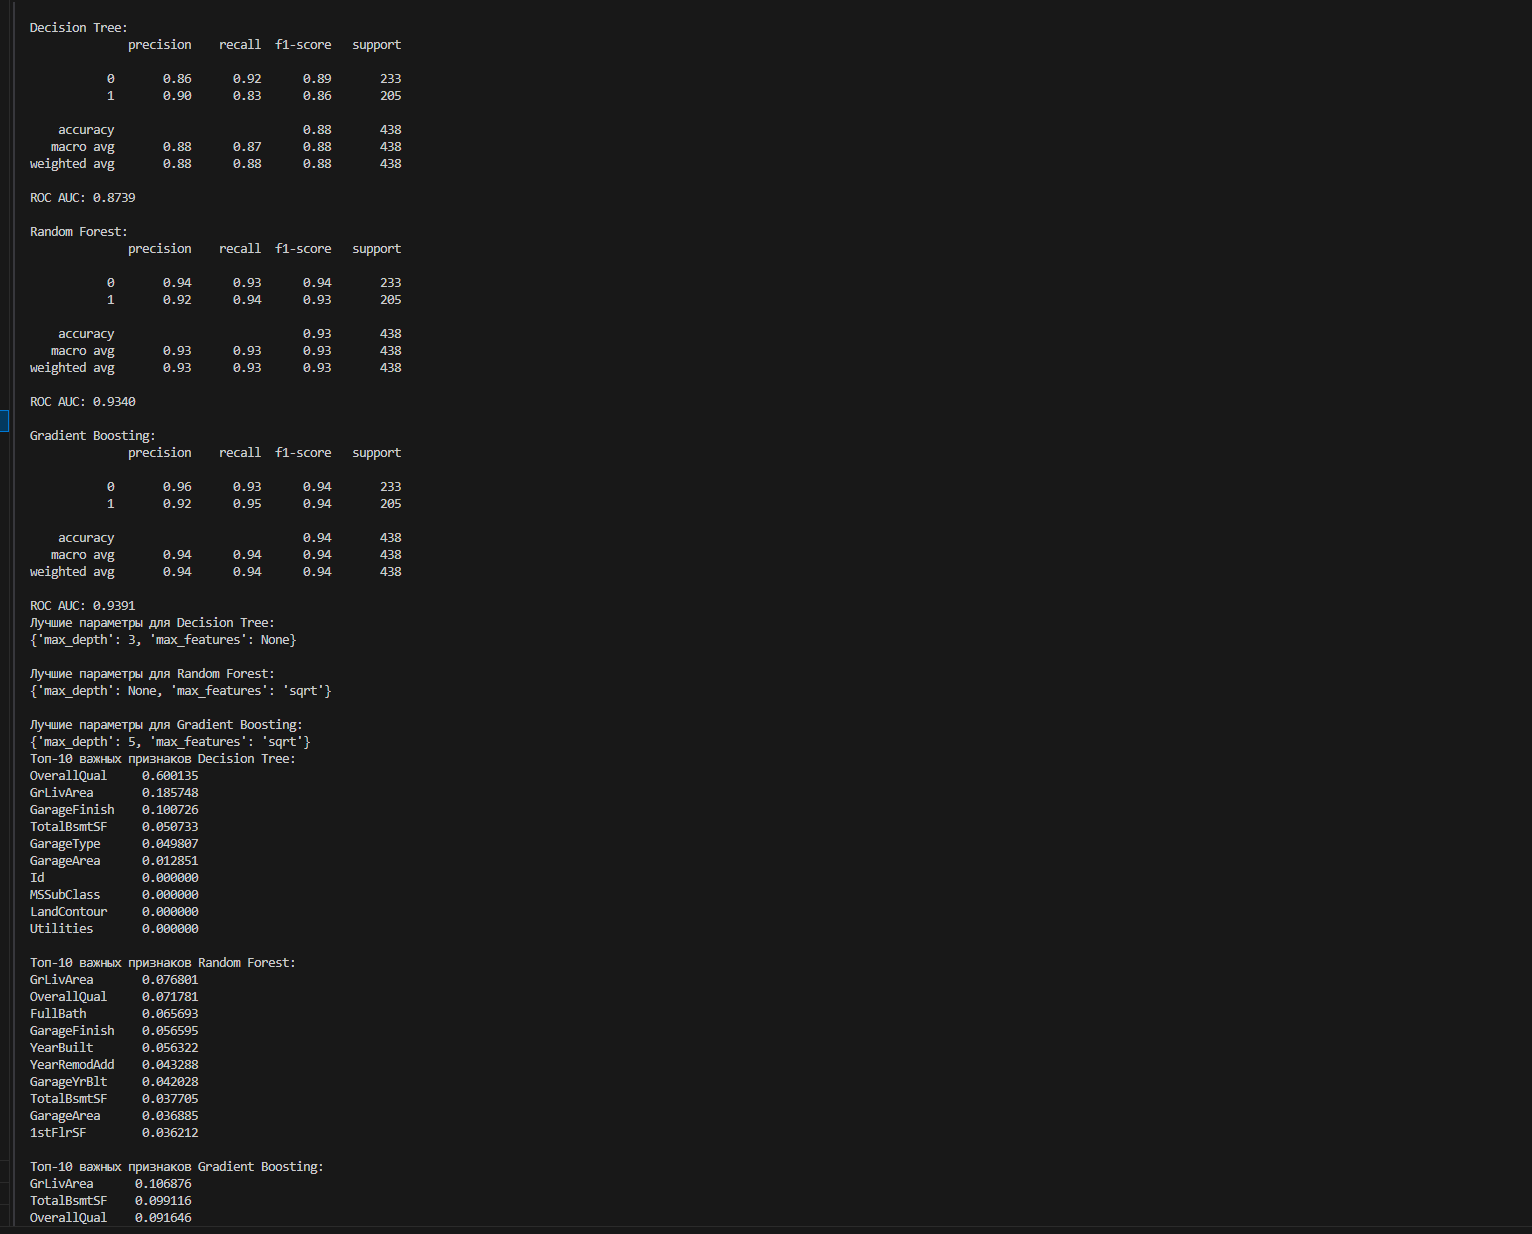 Decision Tree:
precision recall f1-score support
0 0.86 0.92 0.89 233
1 0.90 0.83 0.86 205
accuracy 0.88 438
macro avg 0.88 0.87 0.88 438
weighted avg 0.88 0.88 0.88 438
ROC AUC: 0.8739
Random Forest:
precision recall f1-score support
0 0.94 0.93 0.94 233
1 0.92 0.94 0.93 205
accuracy 0.93 438
macro avg 0.93 0.93 0.93 438
weighted avg 0.93 0.93 0.93 438
ROC AUC: 0.9340
Gradient Boosting:
precision recall f1-score support
0 0.96 0.93 0.94 233
1 0.92 0.95 0.94 205
accuracy 0.94 438
macro avg 0.94 0.94 0.94 438
weighted avg 0.94 0.94 0.94 438
ROC AUC: 0.9391
Лучшие параметры для Decision Tree:
{'max_depth': 3, 'max_features': None}
Лучшие параметры для Random Forest:
{'max_depth': None, 'max_features': 'sqrt'}
Лучшие параметры для Gradient Boosting:
{'max_depth': 5, 'max_features': 'sqrt'}
Топ-10 важных признаков Decision Tree:
OverallQual 0.600135
GrLivArea 0.185748
GarageFinish 0.100726
TotalBsmtSF 0.050733
GarageType 0.049807
GarageArea 0.012851
Id 0.000000
MSSubClass 0.000000
LandContour 0.000000
Utilities 0.000000
Топ-10 важных признаков Random Forest:
GrLivArea 0.076801
OverallQual 0.071781
FullBath 0.065693
GarageFinish 0.056595
YearBuilt 0.056322
YearRemodAdd 0.043288
GarageYrBlt 0.042028
TotalBsmtSF 0.037705
GarageArea 0.036885
1stFlrSF 0.036212
Топ-10 важных признаков Gradient Boosting:
GrLivArea 0.106876
TotalBsmtSF 0.099116
OverallQual 0.091646